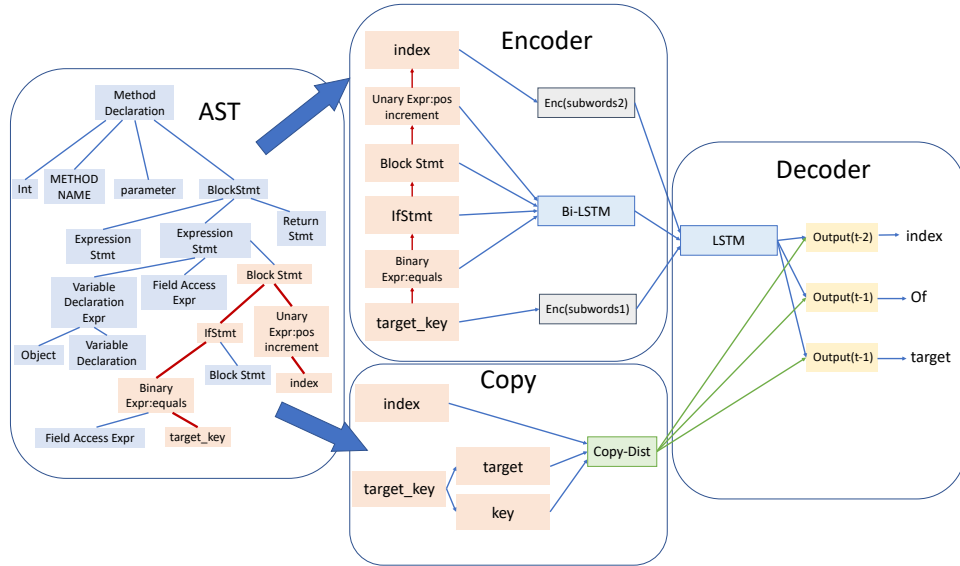 AST
Method
Declaration
Int
METHOD
NAME
parameter
BlockStmt
Expression
Stmt
Expression
Stmt
Return
Stmt
Variable
Declaration
Expr
Field Access
Expr
Block Stmt
Object
Variable
Declaration
IfStmt
Unary
Expr:pos
increment
Block Stmt
index
Binary
Expr:equals
Field Access Expr
target_key
Encoder
index
Unary Expr:pos
increment
Block Stmt
IfStmt
Binary
Expr:equals
target_key
Enc(subwords2)
Bi-LSTM
Enc(subwords1)
Copy
index
target_key
target
key
Copy-Dist
Decoder
LSTM
Output(t-2)
index
Output(t-1)
Of
Output(t-1)
target